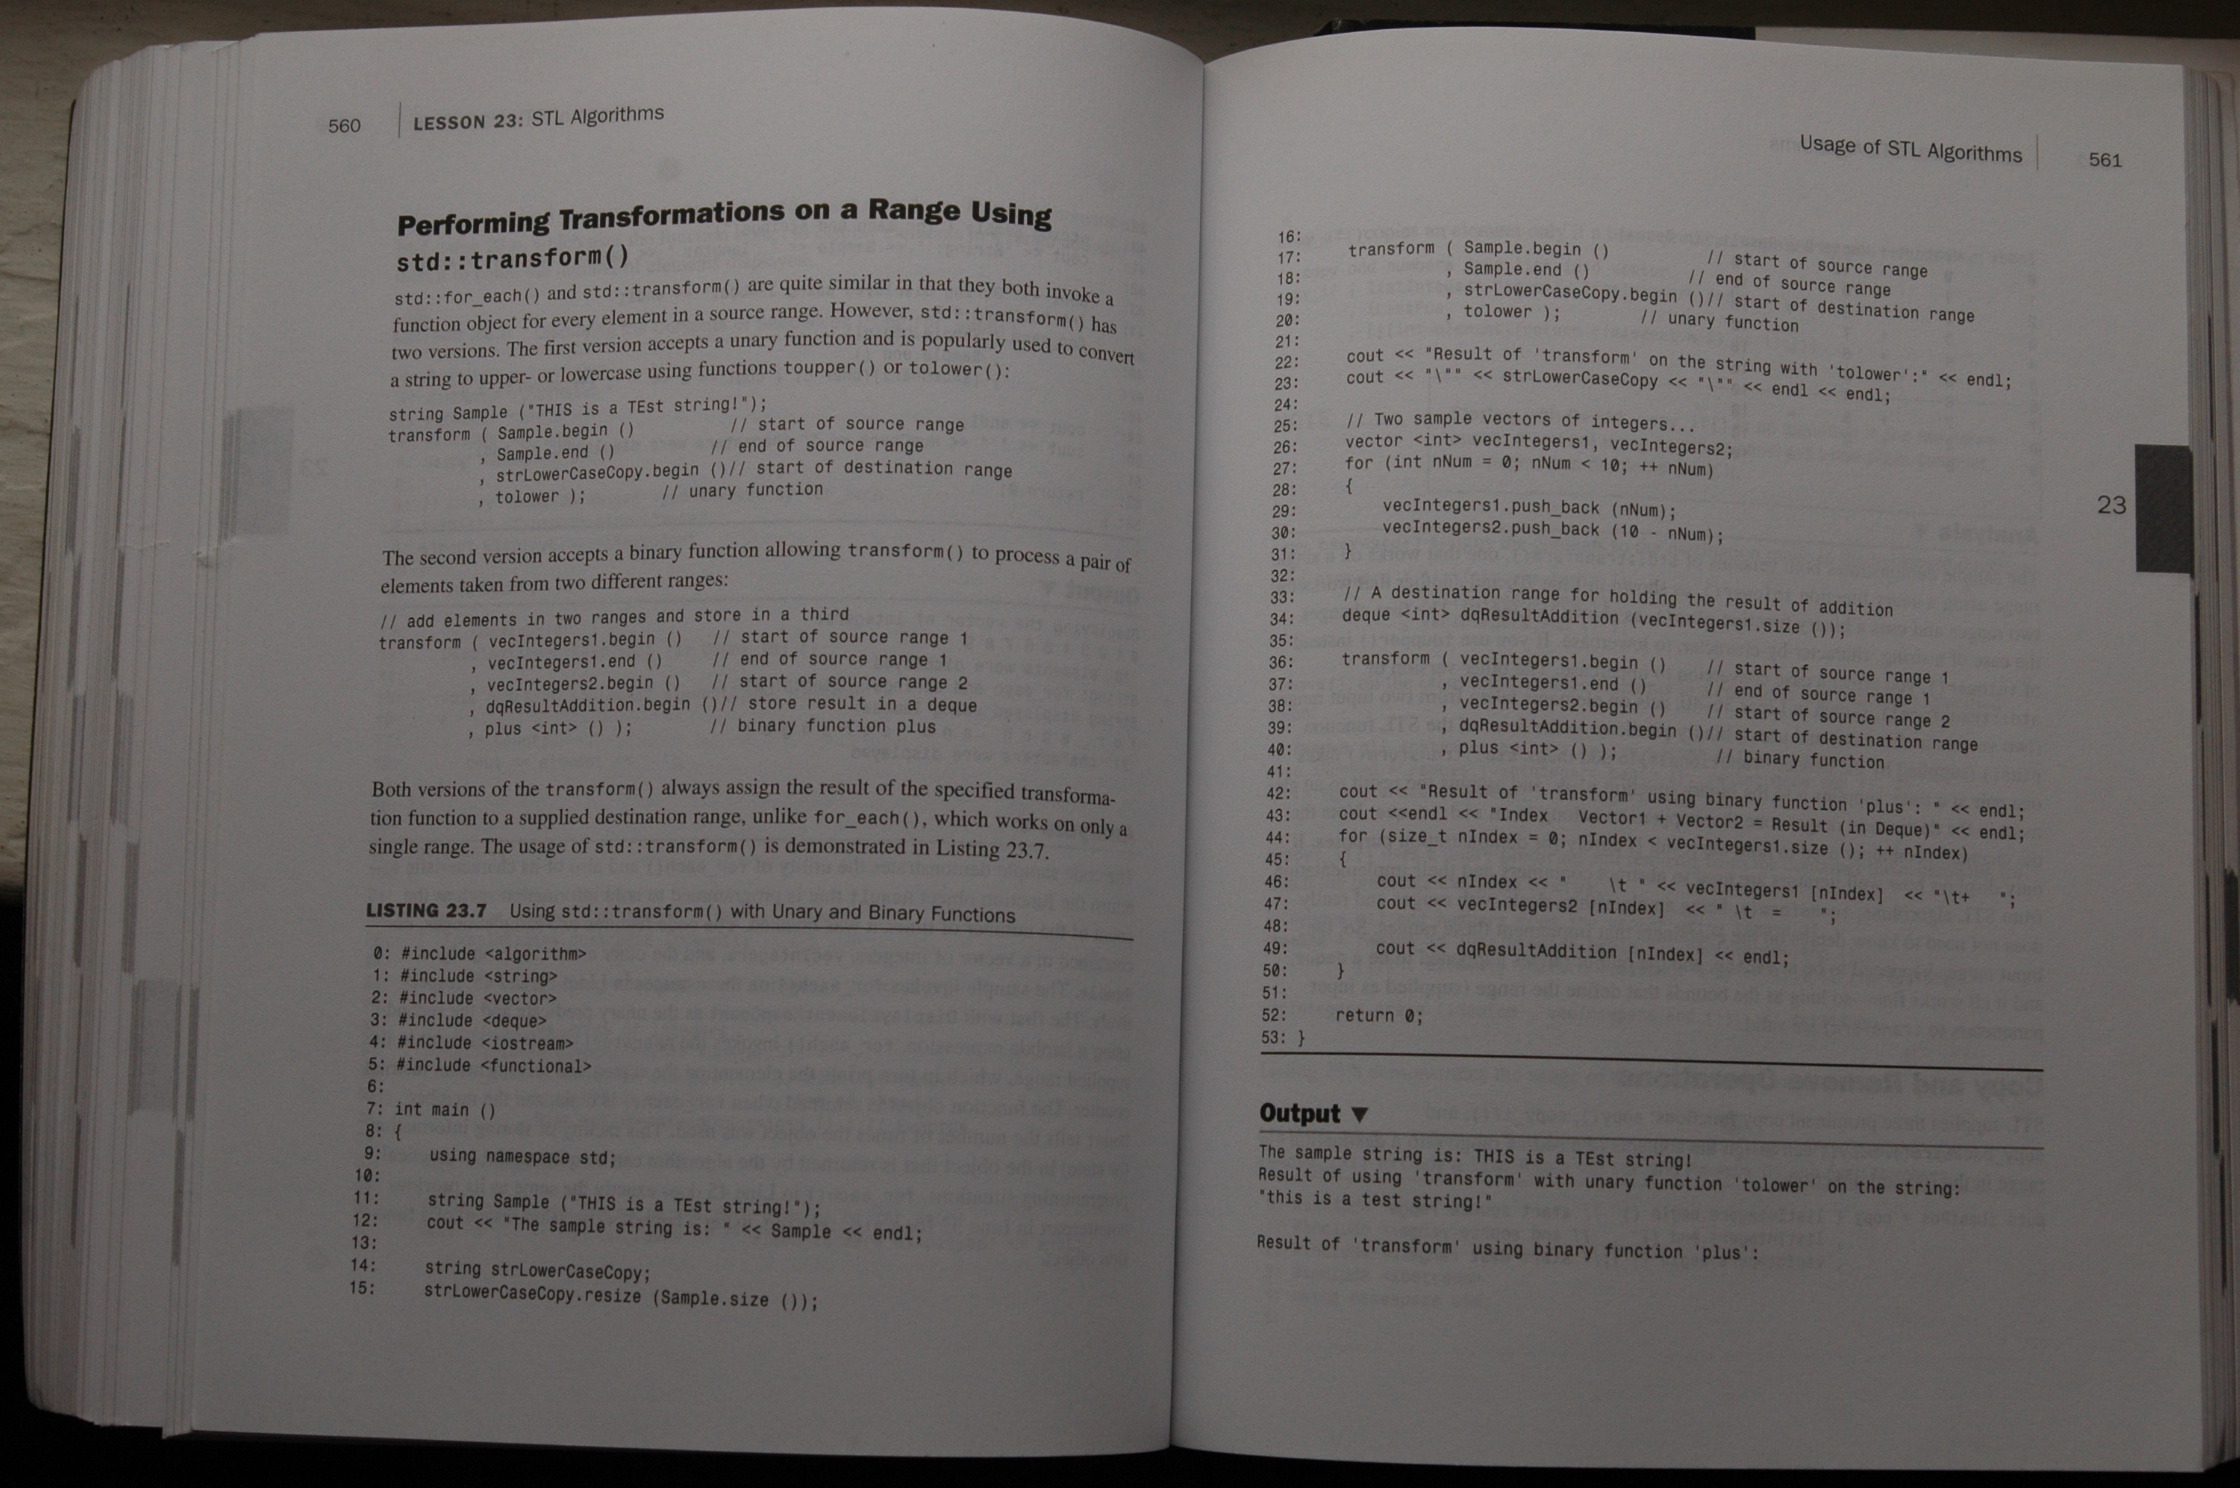 560 LESSON 23: STL Algorithms
Performing Transformations on a Range Using
std::transform()
std::for_each() and std::transform() are quite similar in that they both invoke a
function object for every element in a source range. However, std::transform() has
two versions. The first version accepts a unary function and is popularly used to convert
a string to upper- or lowercase using functions toupper() or tolower():
string Sample ("THIS is a TEst string!");
transform ( Sample.begin () // start of source range
, Sample.end () // end of source range
, strLowerCaseCopy.begin ()// start of destination range
, tolower ); // unary function
The second version accepts a binary function allowing transform() to process a pair of
elements taken from two different ranges:
// add elements in two ranges and store in a third
transform ( vecIntegers1.begin () // start of source range 1
, vecIntegers1.end () // end of source range 1
, vecIntegers2.begin () // start of source range 2
, dqResultAddition.begin ()// store result in a deque
, plus <int> () ); // binary function plus
Both versions of the transform() always assign the result of the specified transforma-
tion function to a supplied destination range, unlike for_each(), which works on only a
single range. The usage of std::transform() is demonstrated in Listing 23.7.
LISTING 23.7 Using std::transform() with Unary and Binary Functions
0: #include <algorithm>
1: #include <string>
2: #include <vector>
3: #include <deque>
4: #include <iostream>
5: #include <functional>
6:
7: int main ()
8: {
9: using namespace std;
10:
11: string Sample ("THIS is a TEst string!");
12: cout << "The sample string is: " << Sample << endl;
13:
14: string strLowerCaseCopy;
15: strLowerCaseCopy.resize (Sample.size ());
Usage of STL Algorithms 561
16:
17: transform ( Sample.begin () // start of source range
18: , Sample.end () // end of source range
19: , strLowerCaseCopy.begin ()// start of destination range
20: , tolower ); // unary function
21:
22: cout << "Result of 'transform' on the string with 'tolower':" << endl;
23: cout << "\"" << strLowerCaseCopy << "\"" << endl << endl;
24:
25: // Two sample vectors of integers...
26: vector <int> vecIntegers1, vecIntegers2;
27: for (int nNum = 0; nNum < 10; ++ nNum)
28: {
29: vecIntegers1.push_back (nNum);
30: vecIntegers2.push_back (10 - nNum);
31: }
32:
33: // A destination range for holding the result of addition
34: deque <int> dqResultAddition (vecIntegers1.size ());
35:
36: transform ( vecIntegers1.begin () // start of source range 1
37: , vecIntegers1.end () // end of source range 1
38: , vecIntegers2.begin () // start of source range 2
39: , dqResultAddition.begin ()// start of destination range
40: , plus <int> () ); // binary function
41:
42: cout << "Result of 'transform' using binary function 'plus': " << endl;
43: cout <<endl << "Index Vector1 + Vector2 = Result (in Deque)" << endl;
44: for (size_t nIndex = 0; nIndex < vecIntegers1.size (); ++ nIndex)
45: {
46: cout << nIndex << " \t " << vecIntegers1 [nIndex] << "\t+ ";
47: cout << vecIntegers2 [nIndex] << " \t = ";
48:
49: cout << dqResultAddition [nIndex] << endl;
50: }
51:
52: return 0;
53: }
23
Output ▼
The sample string is: THIS is a TEst string!
Result of using 'transform' with unary function 'tolower' on the string:
"this is a test string!"
Result of 'transform' using binary function 'plus':